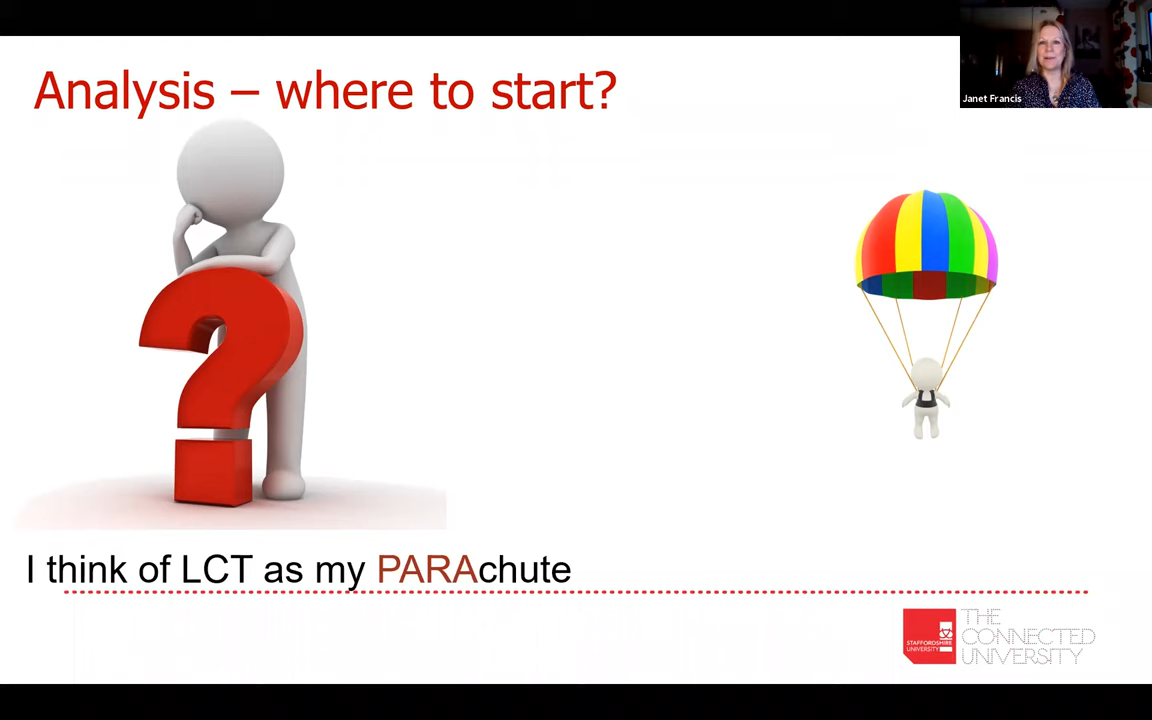 Analysis – where to start?
Janet Francis
I think of LCT as my PARAchute
STAFFORDSHIRE
UNIVERSITY
THE
CONNECTED
UNIVERSITY